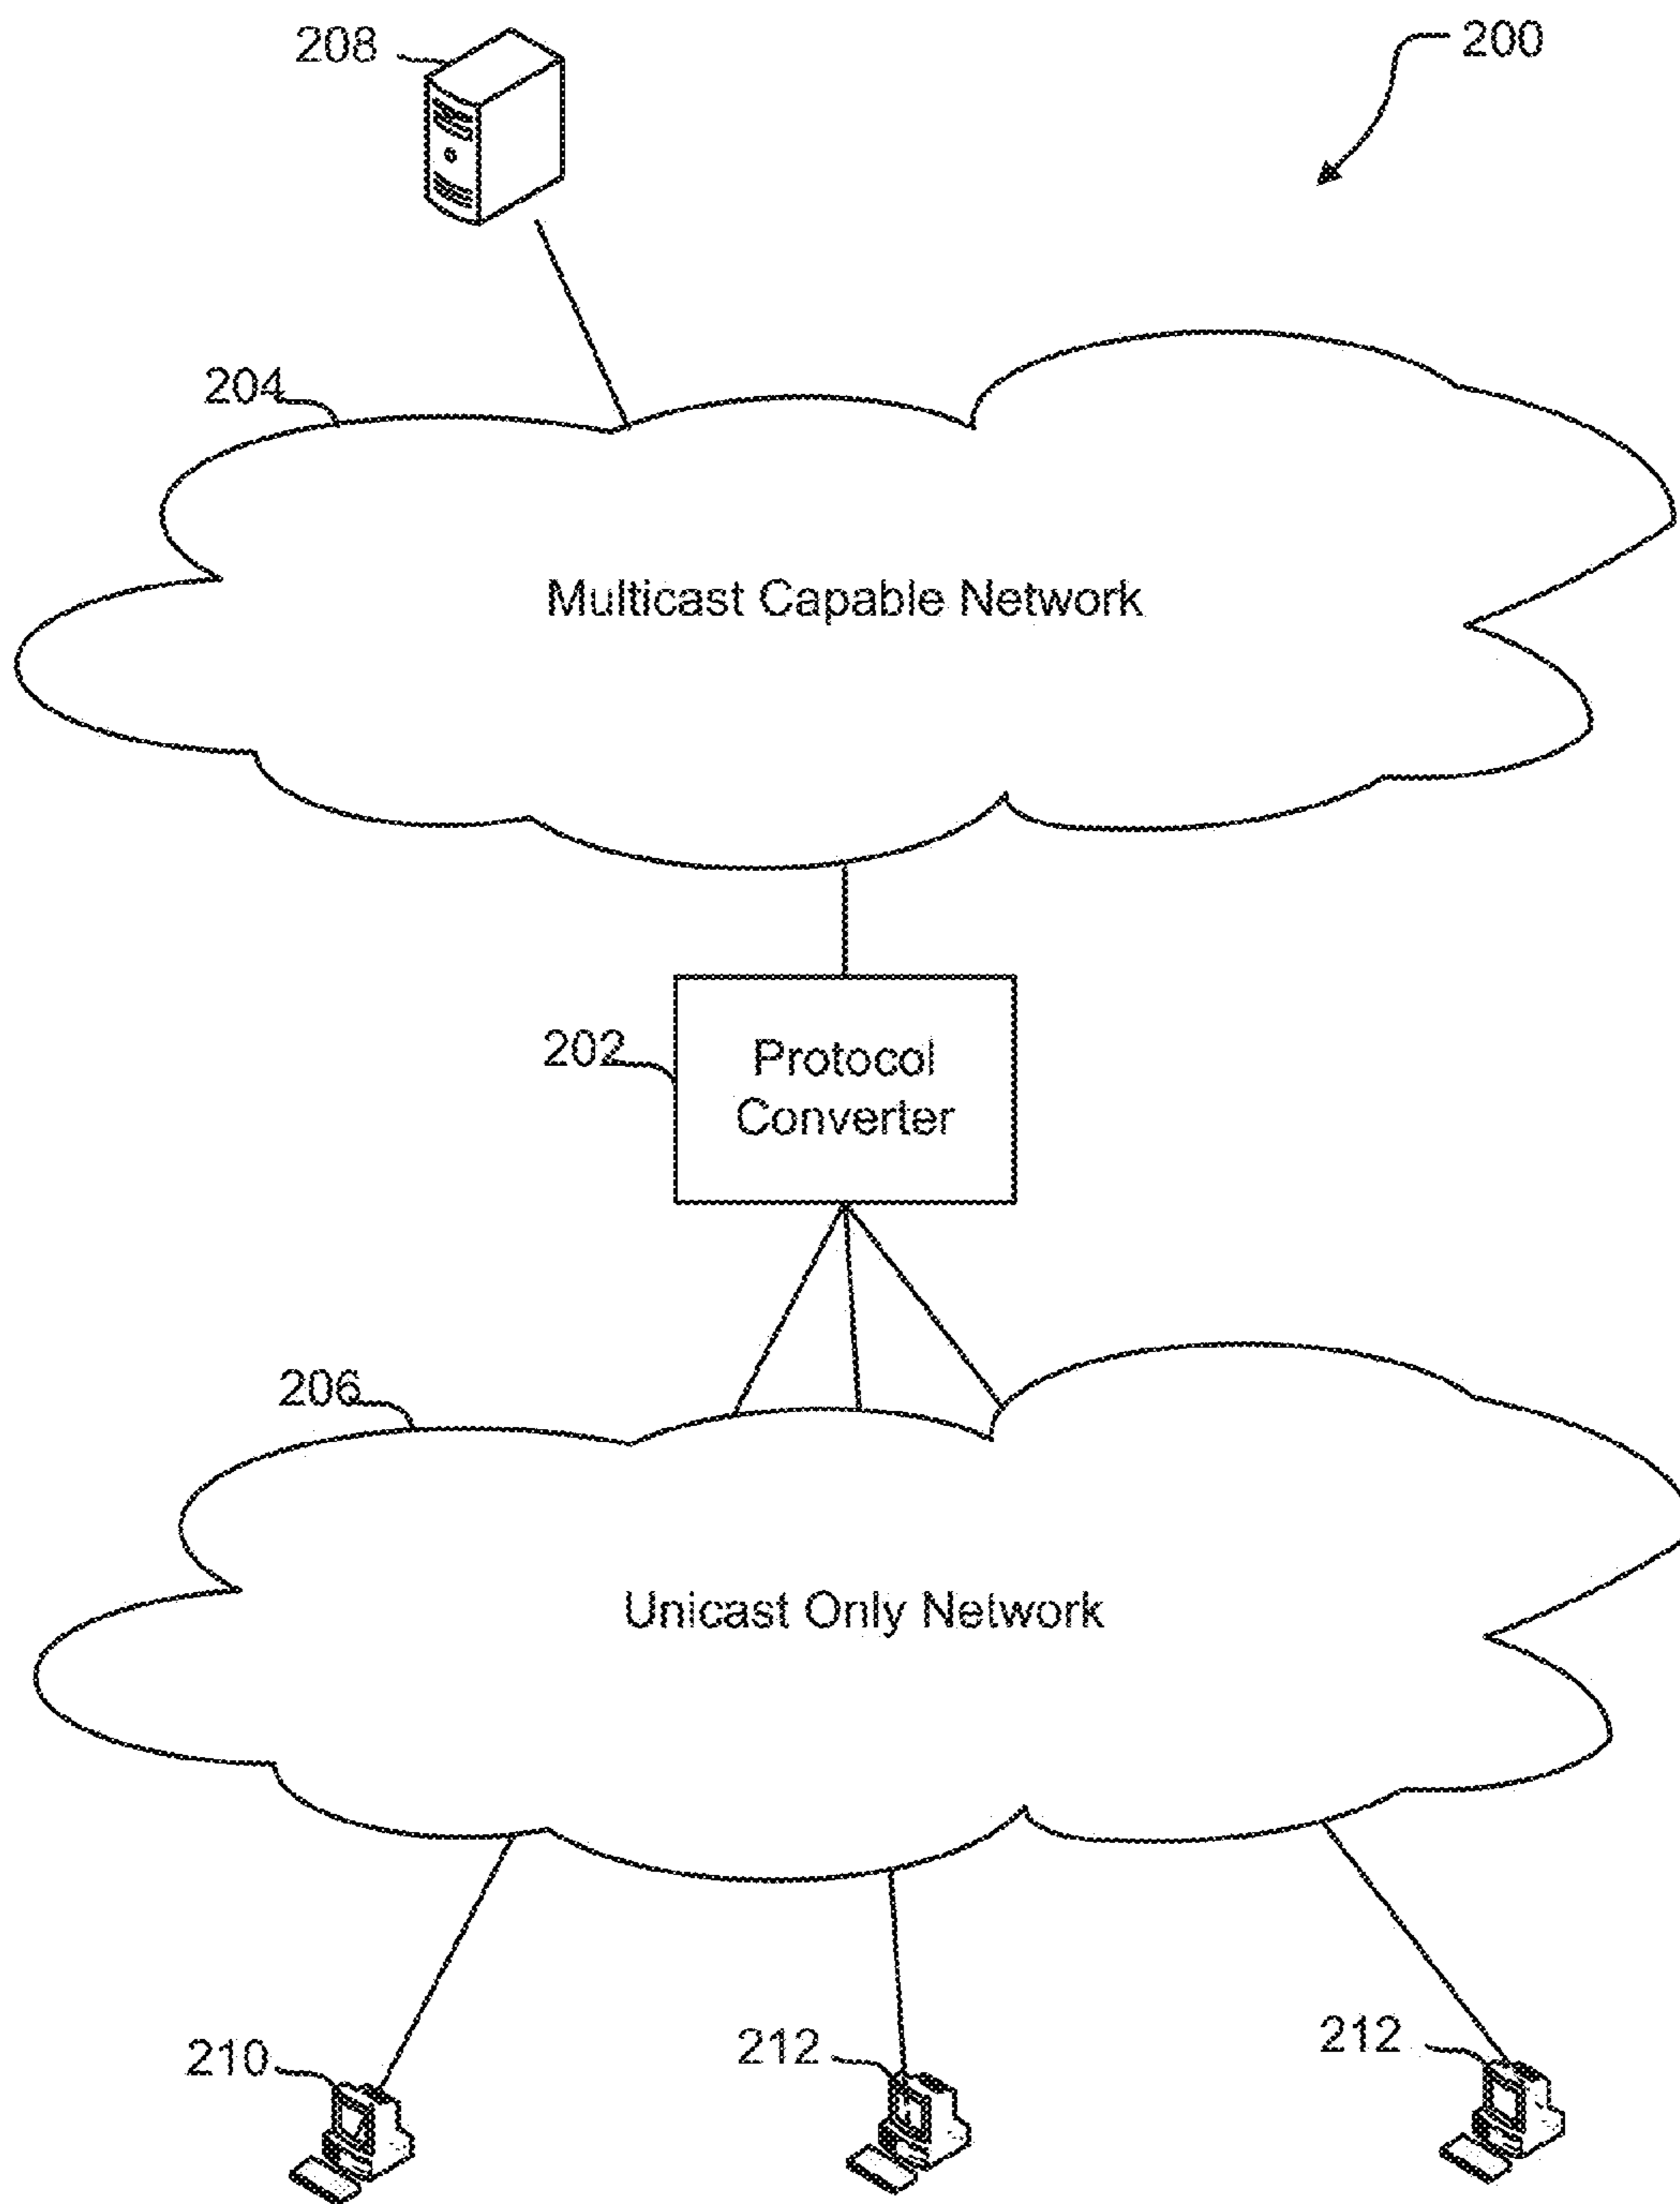 208
200
204
Multicast Capable Network
202
Protocol
Converter
206
Unicast Only Network
210
212
212